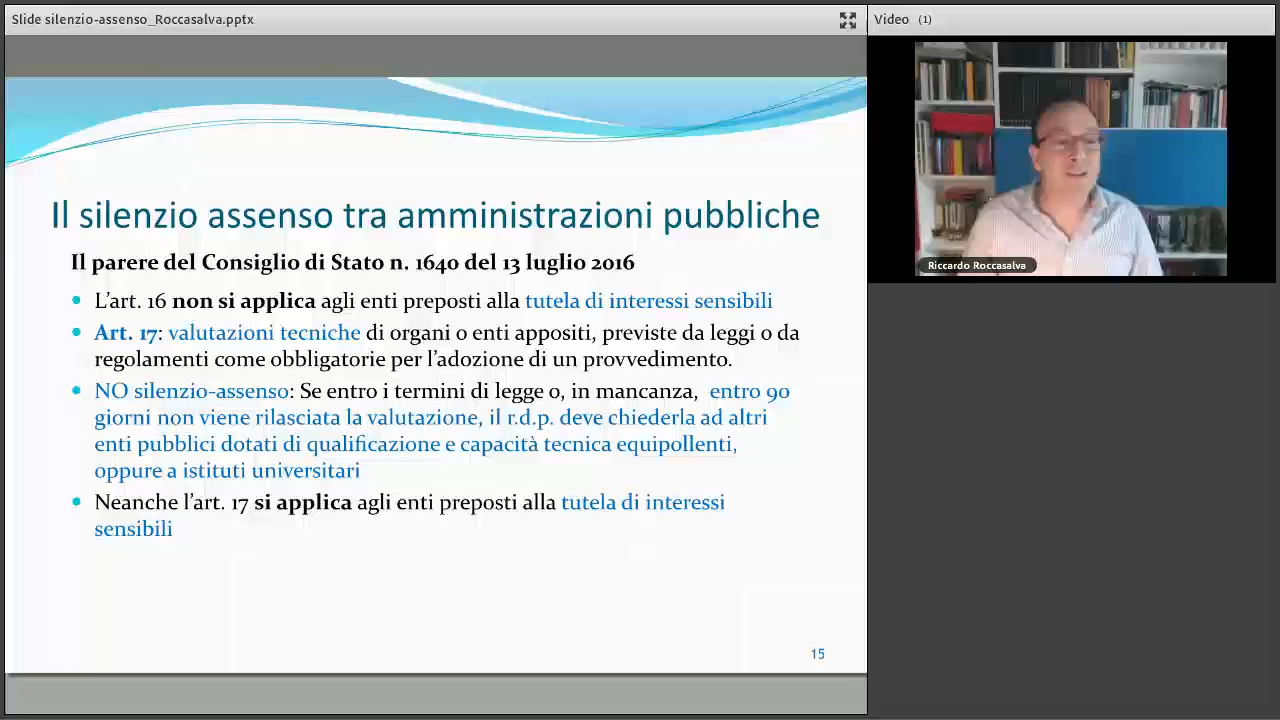 Slide silenzio-assenso_Roccasalva.pptx
Video (1)
Riccardo Roccasalva
Il silenzio assenso tra amministrazioni pubbliche
Il parere del Consiglio di Stato n. 1640 del 13 luglio 2016
L’art. 16 non si applica agli enti preposti alla tutela di interessi sensibili
Art. 17: valutazioni tecniche di organi o enti appositi, previste da leggi o da
regolamenti come obbligatorie per l’adozione di un provvedimento.
NO silenzio-assenso: Se entro i termini di legge o, in mancanza, entro 90
giorni non viene rilasciata la valutazione, il r.d.p. deve chiederla ad altri
enti pubblici dotati di qualificazione e capacità tecnica equipollenti,
oppure a istituti universitari
Neanche l’art. 17 si applica agli enti preposti alla tutela di interessi
sensibili
15